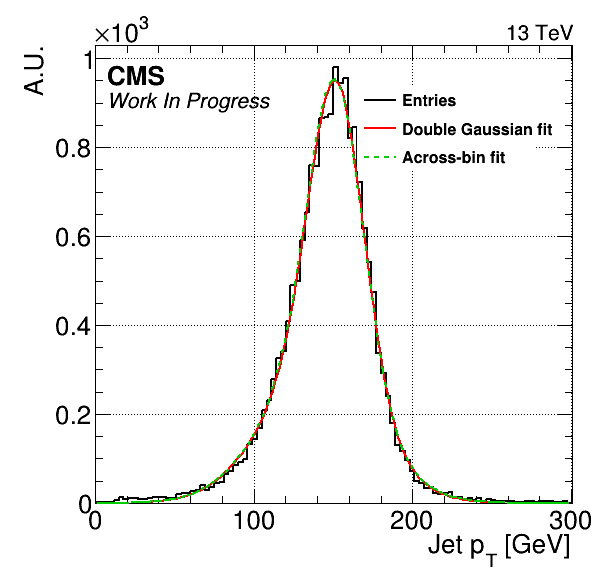 ×10³
13 TeV
A.U.
CMS
Work In Progress
Entries
Double Gaussian fit
Across-bin fit
1
0.8
0.6
0.4
0.2
0
0 100 200 300
Jet p_T [GeV]